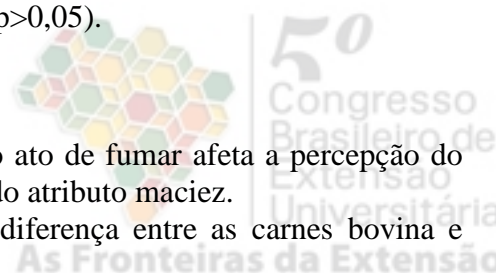 p>0,05).
5º
Congresso
Brasileiro de
Extensão
Universitária
As Fronteiras da Extensão
o ato de fumar afeta a percepção do
do atributo maciez.
diferença entre as carnes bovina e